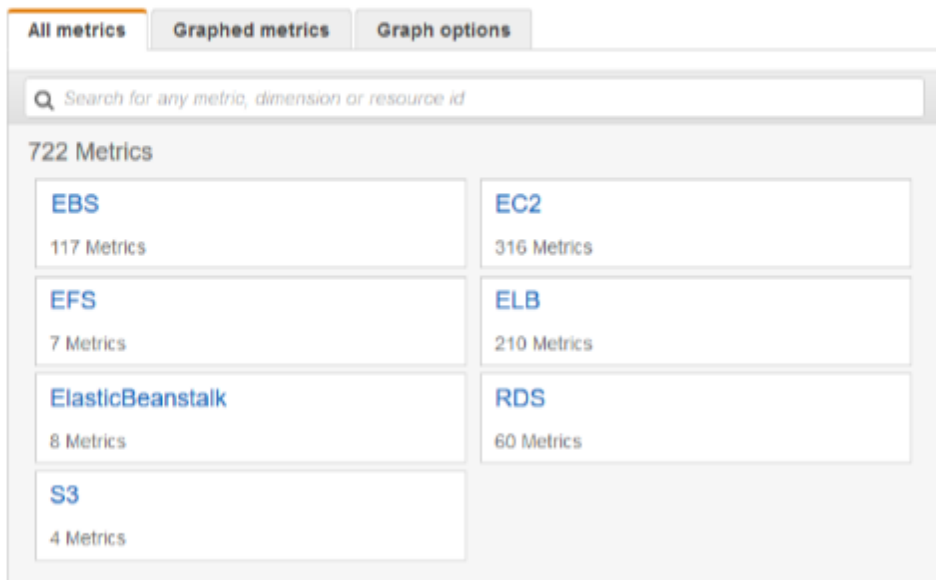 All metrics
Graphed metrics
Graph options
Search for any metric, dimension or resource id
722 Metrics
EBS
117 Metrics
EC2
316 Metrics
EFS
7 Metrics
ELB
210 Metrics
ElasticBeanstalk
8 Metrics
RDS
60 Metrics
S3
4 Metrics